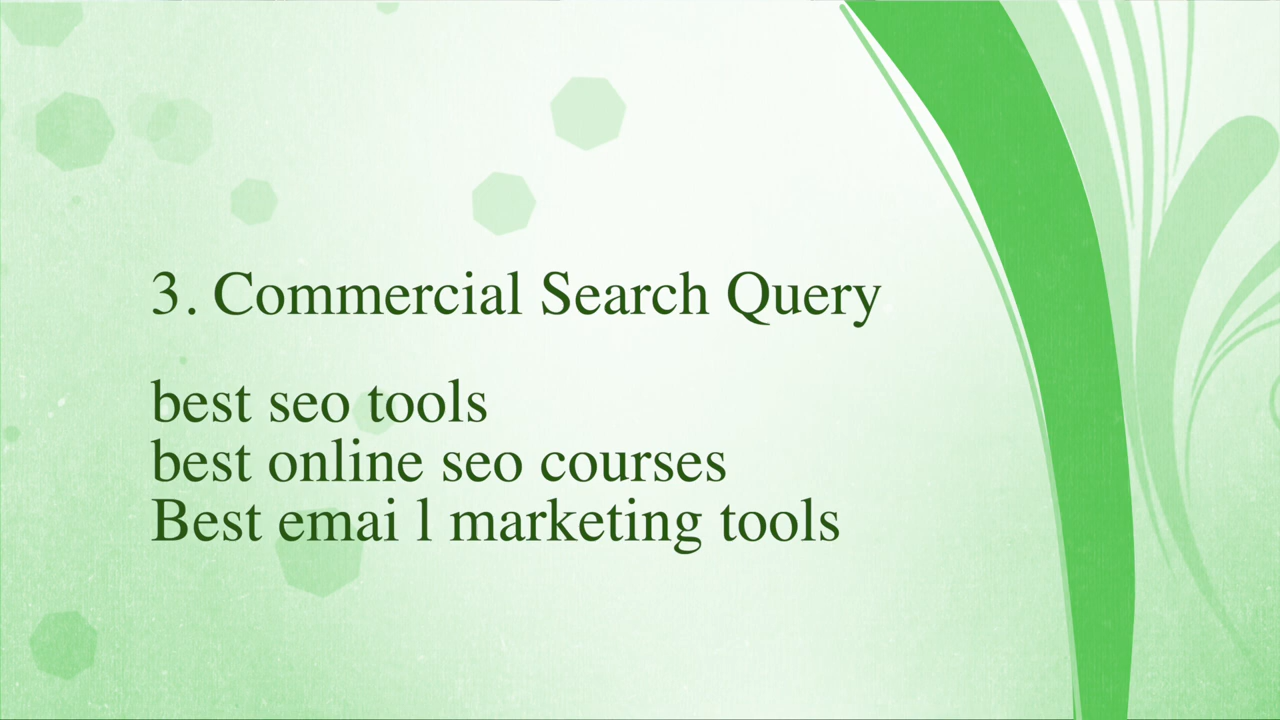 3. Commercial Search Query
best seo tools
best online seo courses
Best emai l marketing tools